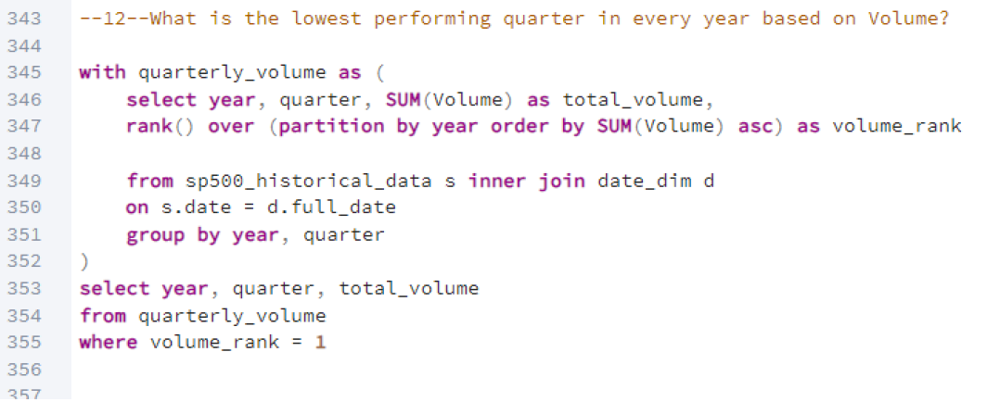 343 --12--What is the lowest performing quarter in every year based on Volume?
344
345 with quarterly_volume as (
346 select year, quarter, SUM(Volume) as total_volume,
347 rank() over (partition by year order by SUM(Volume) asc) as volume_rank
348
349 from sp500_historical_data s inner join date_dim d
350 on s.date = d.full_date
351 group by year, quarter
352 )
353 select year, quarter, total_volume
354 from quarterly_volume
355 where volume_rank = 1
356
357